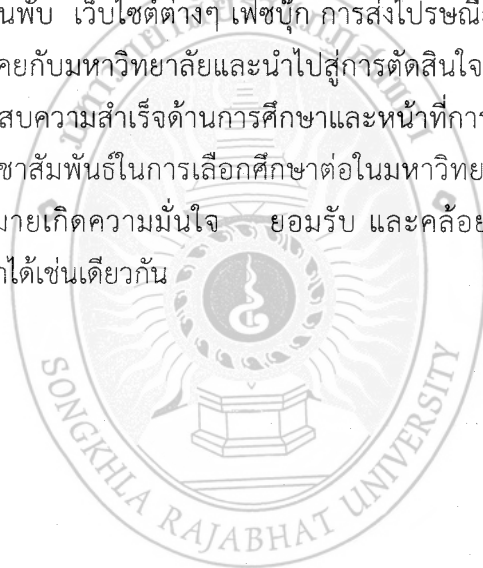 นพับ เว็บไซต์ต่างๆ เฟซบุ๊ก การส่งไปรษณีย
คยกับมหาวิทยาลัยและนำไปสู่การตัดสินใจ
สบความสำเร็จด้านการศึกษาและหน้าที่การ
ชาสัมพันธ์ในการเลือกศึกษาต่อในมหาวิทย
มายเกิดความมั่นใจ ยอมรับ และคล้อย
าได้เช่นเดียวกัน
SONGKHLA RAJABHAT UNIVERSITY